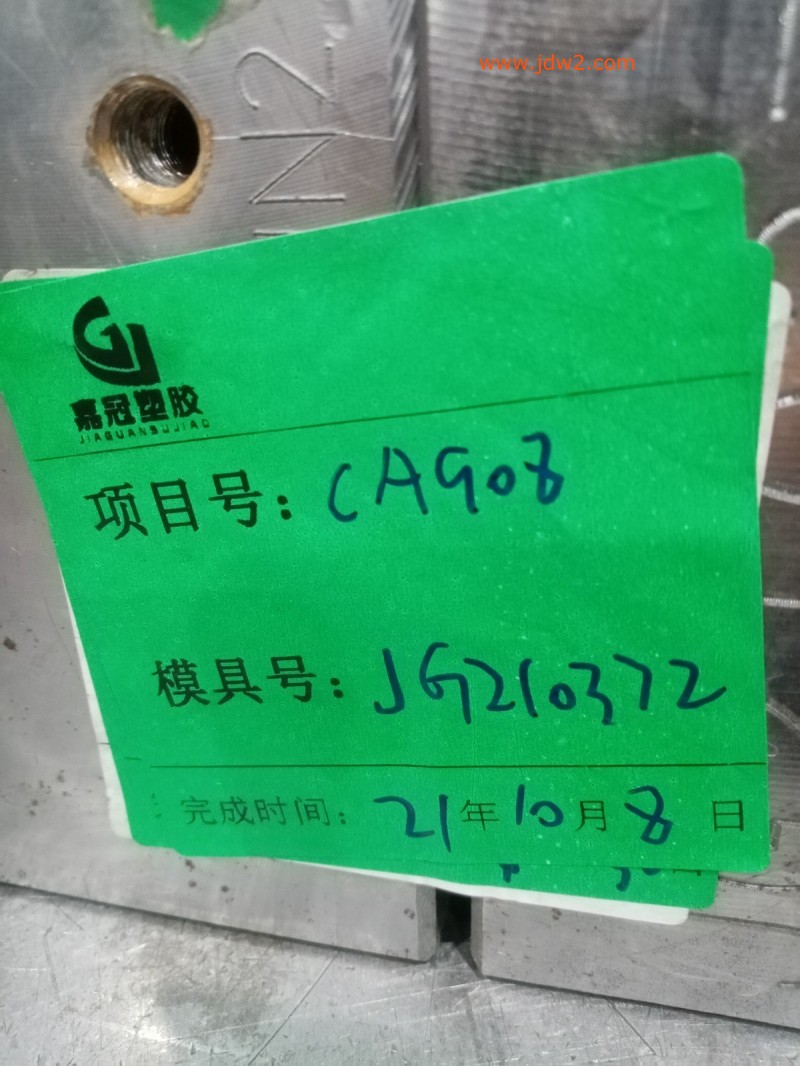 www.jdw2.com
IN2
嘉冠塑胶
JIAGUANSUJIAO
项目号：CA908
模具号：JG210372
完成时间：21年10月8日